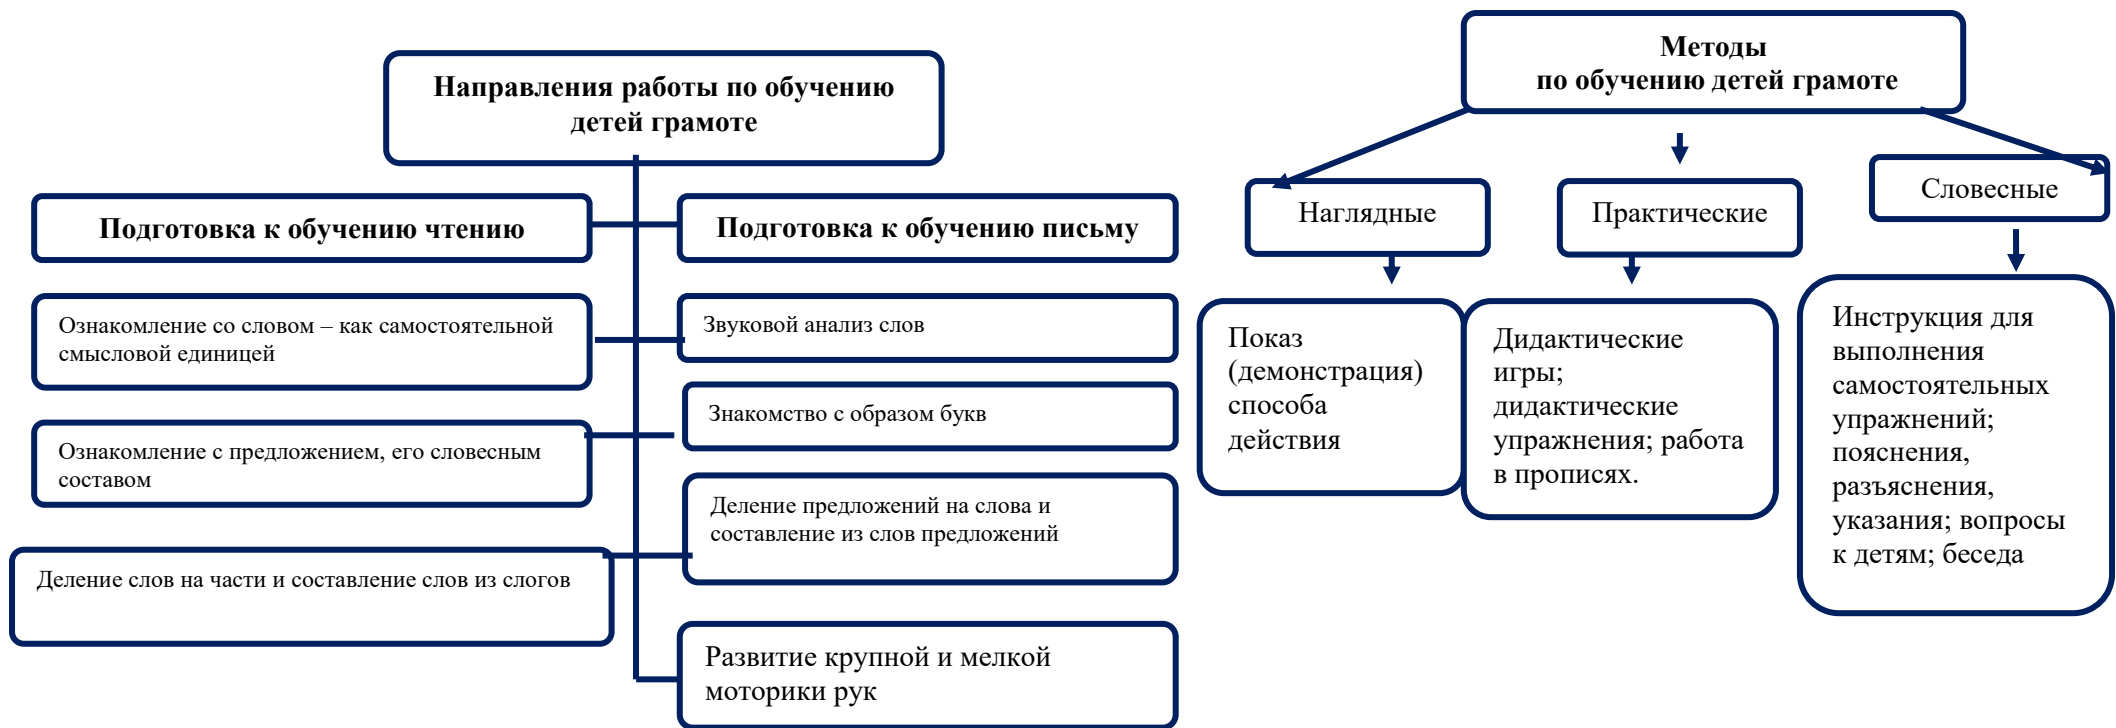 Направления работы по обучению
детей грамоте
Подготовка к обучению чтению
Подготовка к обучению письму
Ознакомление со словом – как самостоятельной
смысловой единицей
Звуковой анализ слов
Знакомство с образом букв
Ознакомление с предложением, его словесным
составом
Деление предложений на слова и
составление из слов предложений
Деление слов на части и составление слов из слогов
Развитие крупной и мелкой
моторики рук
Методы
по обучению детей грамоте
Наглядные
Практические
Словесные
Показ
(демонстрация)
способа
действия
Дидактические
игры;
дидактические
упражнения; работа
в прописях.
Инструкция для
выполнения
самостоятельных
упражнений;
пояснения,
разъяснения,
указания; вопросы
к детям; беседа